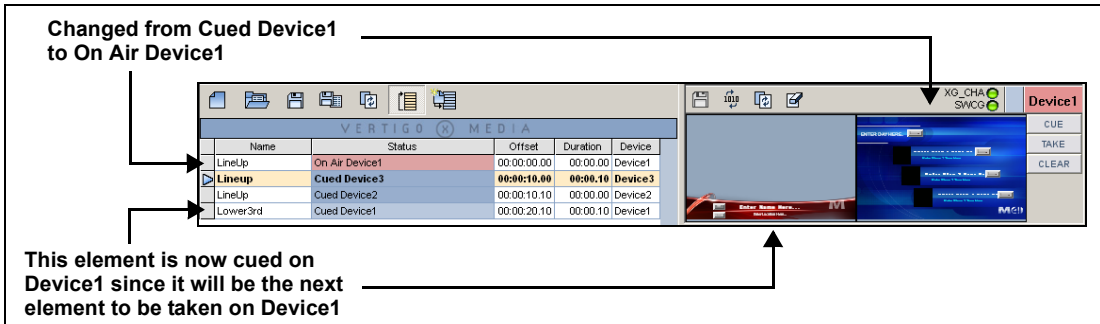 Changed from Cued Device1
to On Air Device1
XG_CHA
SWCG
Device1
VERTIGO X MEDIA
CUE
TAKE
CLEAR
Name Status Offset Duration Device
LineUp On Air Device1 00:00:00.00 00:00.00 Device1
Lineup Cued Device3 00:00:10.00 00:00.10 Device3
LineUp Cued Device2 00:00:10.10 00:00.00 Device2
Lower3rd Cued Device1 00:00:20.10 00:00.10 Device1
1010
Enter Name Here...
This element is now cued on
Device1 since it will be the next
element to be taken on Device1